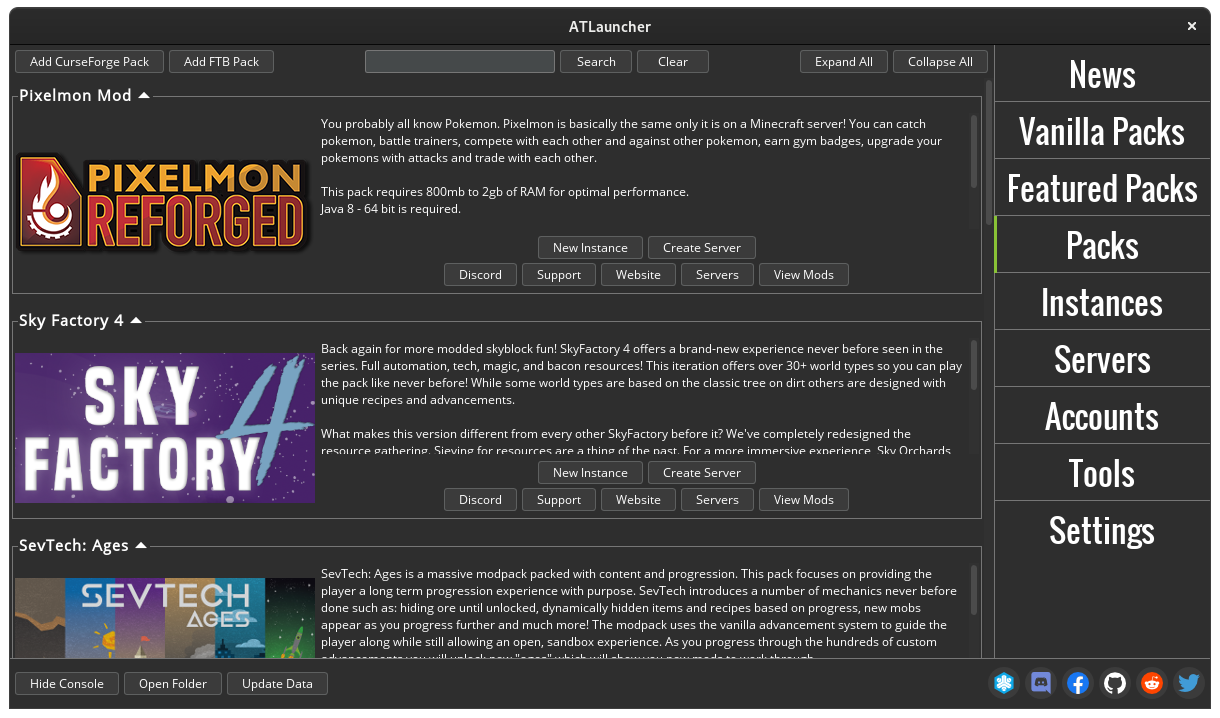 ATLauncher
Add CurseForge Pack
Add FTB Pack
Search
Clear
Expand All
Collapse All
Pixelmon Mod
PIXELMON
REFORGED
You probably all know Pokemon. Pixelmon is basically the same only it is on a Minecraft server! You can catch
pokemon, battle trainers, compete with each other and against other pokemon, earn gym badges, upgrade your
pokemons with attacks and trade with each other.
This pack requires 800mb to 2gb of RAM for optimal performance.
Java 8 - 64 bit is required.
New Instance
Create Server
Discord
Support
Website
Servers
View Mods
Sky Factory 4
SKY
FACTORY 4
Back again for more modded skyblock fun! SkyFactory 4 offers a brand-new experience never before seen in the
series. Full automation, tech, magic, and bacon resources! This iteration offers over 30+ world types so you can play
the pack like never before! While some world types are based on the classic tree on dirt others are designed with
unique recipes and advancements.
What makes this version different from every other SkyFactory before it? We've completely redesigned the
resource gathering. Sieving for resources are a thing of the past. For a more immersive experience, Sky Orchards
New Instance
Create Server
Discord
Support
Website
Servers
View Mods
SevTech: Ages
SEVTECH
AGES
SevTech: Ages is a massive modpack packed with content and progression. This pack focuses on providing the
player a long term progression experience with purpose. SevTech introduces a number of mechanics never before
done such as: hiding ore until unlocked, dynamically hidden items and recipes based on progress, new mobs
appear as you progress further and much more! The modpack uses the vanilla advancement system to guide the
player along while still allowing an open, sandbox experience. As you progress through the hundreds of custom
advancements you will unlock new "ages" which will show you new mods to work through.
News
Vanilla Packs
Featured Packs
Packs
Instances
Servers
Accounts
Tools
Settings
Hide Console
Open Folder
Update Data